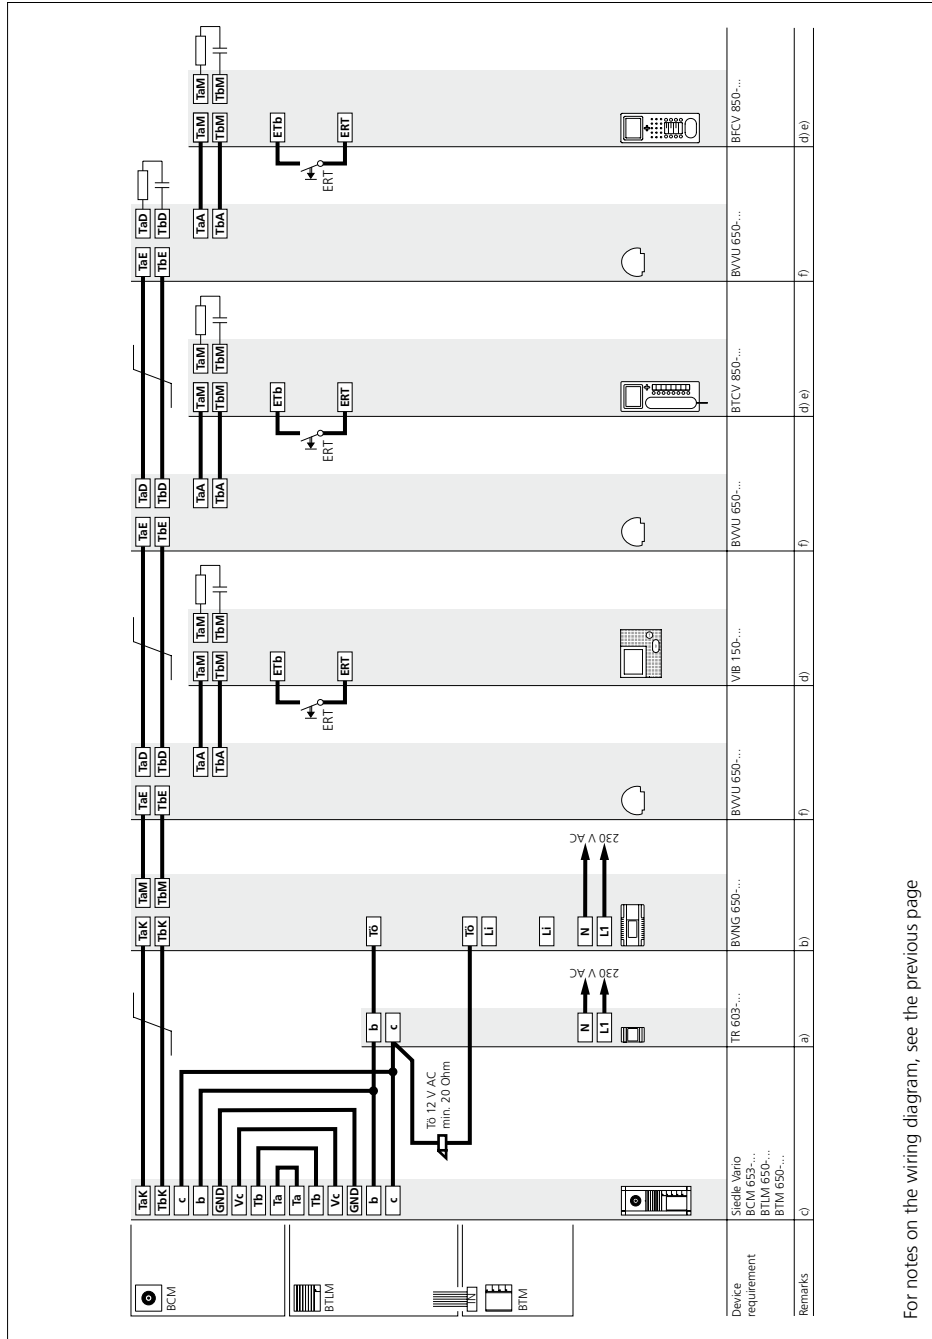 TaK TaK TaM TaE TaD TaE TaD TaE TaD
TbK TbK TbM TbE TbD TbE TbD TbE TbD
BCM
c
b TaA TaM TaM TaA TaM TaM TaA TaM TaM
GND TbA TbM TbM TbA TbM TbM TbA TbM TbM
Vc
Tb
Ta ETb ETb ETb
Ta
Tb
BTLM ERT ERT ERT
Vc ERT ERT ERT
GND
b b Tö
c c
Tö 12 V AC
min. 20 Ohm
IN Tö
Li
BTM
Li
230 V AC 230 V AC
N N
L1 L1
Device
requirement
Siedle Vario
BCM 653-...
BTLM 650-...
BTM 650-...
TR 603-...
BVNG 650-...
BVVU 650-...
VIB 150-...
BVVU 650-...
BTCV 850-...
BVVU 650-...
BFCV 850-...
Remarks c) a) b) f) d) f) d) e) f) d) e)
For notes on the wiring diagram, see the previous page